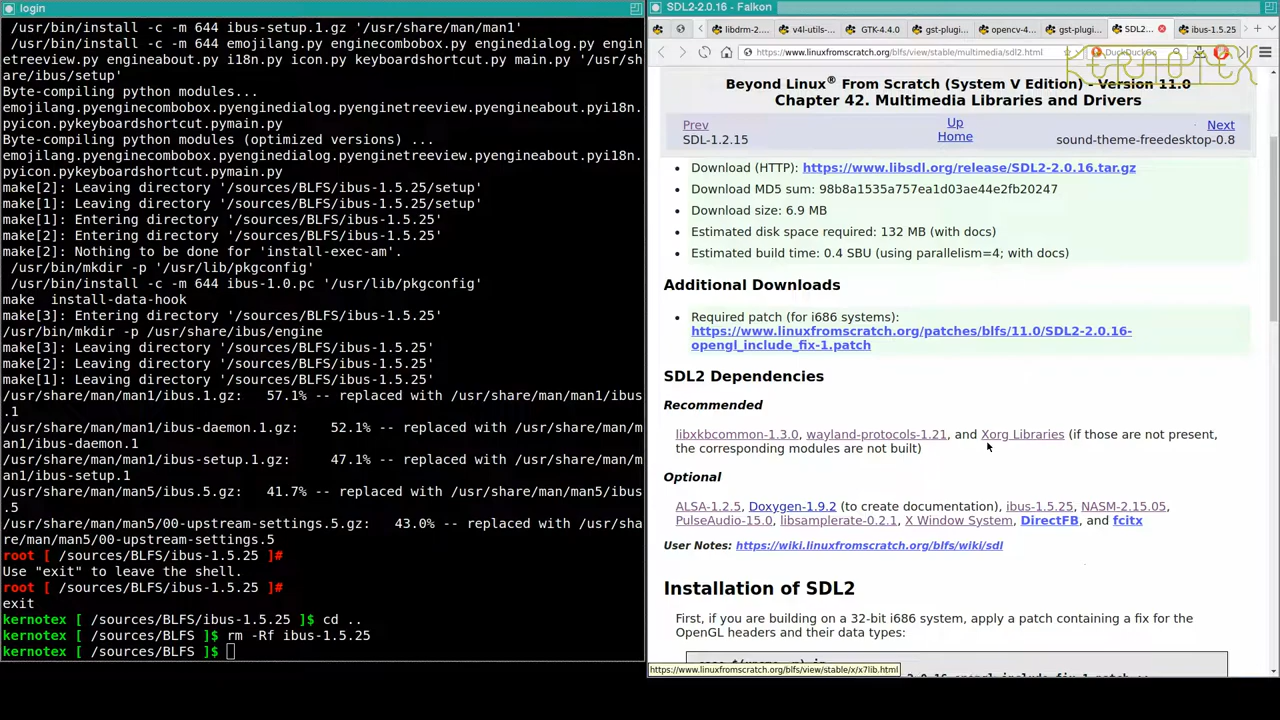 login
/usr/bin/install -c -m 644 ibus-setup.1.gz '/usr/share/man/man1'
/usr/bin/install -c -m 644 emojilang.py enginecombobox.py enginedialog.py engin
etreeview.py engineabout.py i18n.py icon.py keyboardshortcut.py main.py '/usr/sh
are/ibus/setup'
Byte-compiling python modules...
emojilang.pyenginecombobox.pyenginedialog.pyenginetreeview.pyengineabout.pyi18n.
pyicon.pykeyboardshortcut.pymain.py
Byte-compiling python modules (optimized versions) ...
emojilang.pyenginecombobox.pyenginedialog.pyenginetreeview.pyengineabout.pyi18n.
pyicon.pykeyboardshortcut.pymain.py
make[2]: Leaving directory '/sources/BLFS/ibus-1.5.25/setup'
make[1]: Leaving directory '/sources/BLFS/ibus-1.5.25/setup'
make[1]: Entering directory '/sources/BLFS/ibus-1.5.25'
make[2]: Entering directory '/sources/BLFS/ibus-1.5.25'
make[2]: Nothing to be done for 'install-exec-am'.
/usr/bin/mkdir -p '/usr/lib/pkgconfig'
/usr/bin/install -c -m 644 ibus-1.0.pc '/usr/lib/pkgconfig'
make  install-data-hook
make[3]: Entering directory '/sources/BLFS/ibus-1.5.25'
/usr/bin/mkdir -p /usr/share/ibus/engine
make[3]: Leaving directory '/sources/BLFS/ibus-1.5.25'
make[2]: Leaving directory '/sources/BLFS/ibus-1.5.25'
make[1]: Leaving directory '/sources/BLFS/ibus-1.5.25'
/usr/share/man/man1/ibus.1.gz:   57.1% -- replaced with /usr/share/man/man1/ibus
.1
/usr/share/man/man1/ibus-daemon.1.gz:    52.1% -- replaced with /usr/share/man/m
an1/ibus-daemon.1
/usr/share/man/man1/ibus-setup.1.gz:     47.1% -- replaced with /usr/share/man/m
an1/ibus-setup.1
/usr/share/man/man5/ibus.5.gz:   41.7% -- replaced with /usr/share/man/man5/ibus
.5
/usr/share/man/man5/00-upstream-settings.5.gz:   43.0% -- replaced with /usr/sha
re/man/man5/00-upstream-settings.5
root [ /sources/BLFS/ibus-1.5.25 ]#
Use "exit" to leave the shell.
root [ /sources/BLFS/ibus-1.5.25 ]#
exit
kernotex [ /sources/BLFS/ibus-1.5.25 ]$ cd ..
kernotex [ /sources/BLFS ]$ rm -Rf ibus-1.5.25
kernotex [ /sources/BLFS ]$
SDL2-2.0.16 - Falkon
libdrm-2.... v4l-utils-... GTK-4.4.0 gst-plugi... opencv-4... gst-plugi... SDL2... ibus-1.5.25
https://www.linuxfromscratch.org/blfs/view/stable/multimedia/sdl2.html DuckDuckGo
KERNOTEX
Beyond Linux® From Scratch (System V Edition) - Version 11.0
Chapter 42. Multimedia Libraries and Drivers
Prev Up Next
SDL-1.2.15 Home sound-theme-freedesktop-0.8
Download (HTTP): https://www.libsdl.org/release/SDL2-2.0.16.tar.gz
Download MD5 sum: 98b8a1535a757ea1d03ae44e2fb20247
Download size: 6.9 MB
Estimated disk space required: 132 MB (with docs)
Estimated build time: 0.4 SBU (using parallelism=4; with docs)
Additional Downloads
Required patch (for i686 systems):
https://www.linuxfromscratch.org/patches/blfs/11.0/SDL2-2.0.16-
opengl_include_fix-1.patch
SDL2 Dependencies
Recommended
libxkbcommon-1.3.0, wayland-protocols-1.21, and Xorg Libraries (if those are not present,
the corresponding modules are not built)
Optional
ALSA-1.2.5, Doxygen-1.9.2 (to create documentation), ibus-1.5.25, NASM-2.15.05,
PulseAudio-15.0, libsamplerate-0.2.1, X Window System, DirectFB, and fcitx
User Notes: https://wiki.linuxfromscratch.org/blfs/wiki/sdl
Installation of SDL2
First, if you are building on a 32-bit i686 system, apply a patch containing a fix for the
OpenGL headers and their data types:
https://www.linuxfromscratch.org/blfs/view/stable/x/x7lib.html